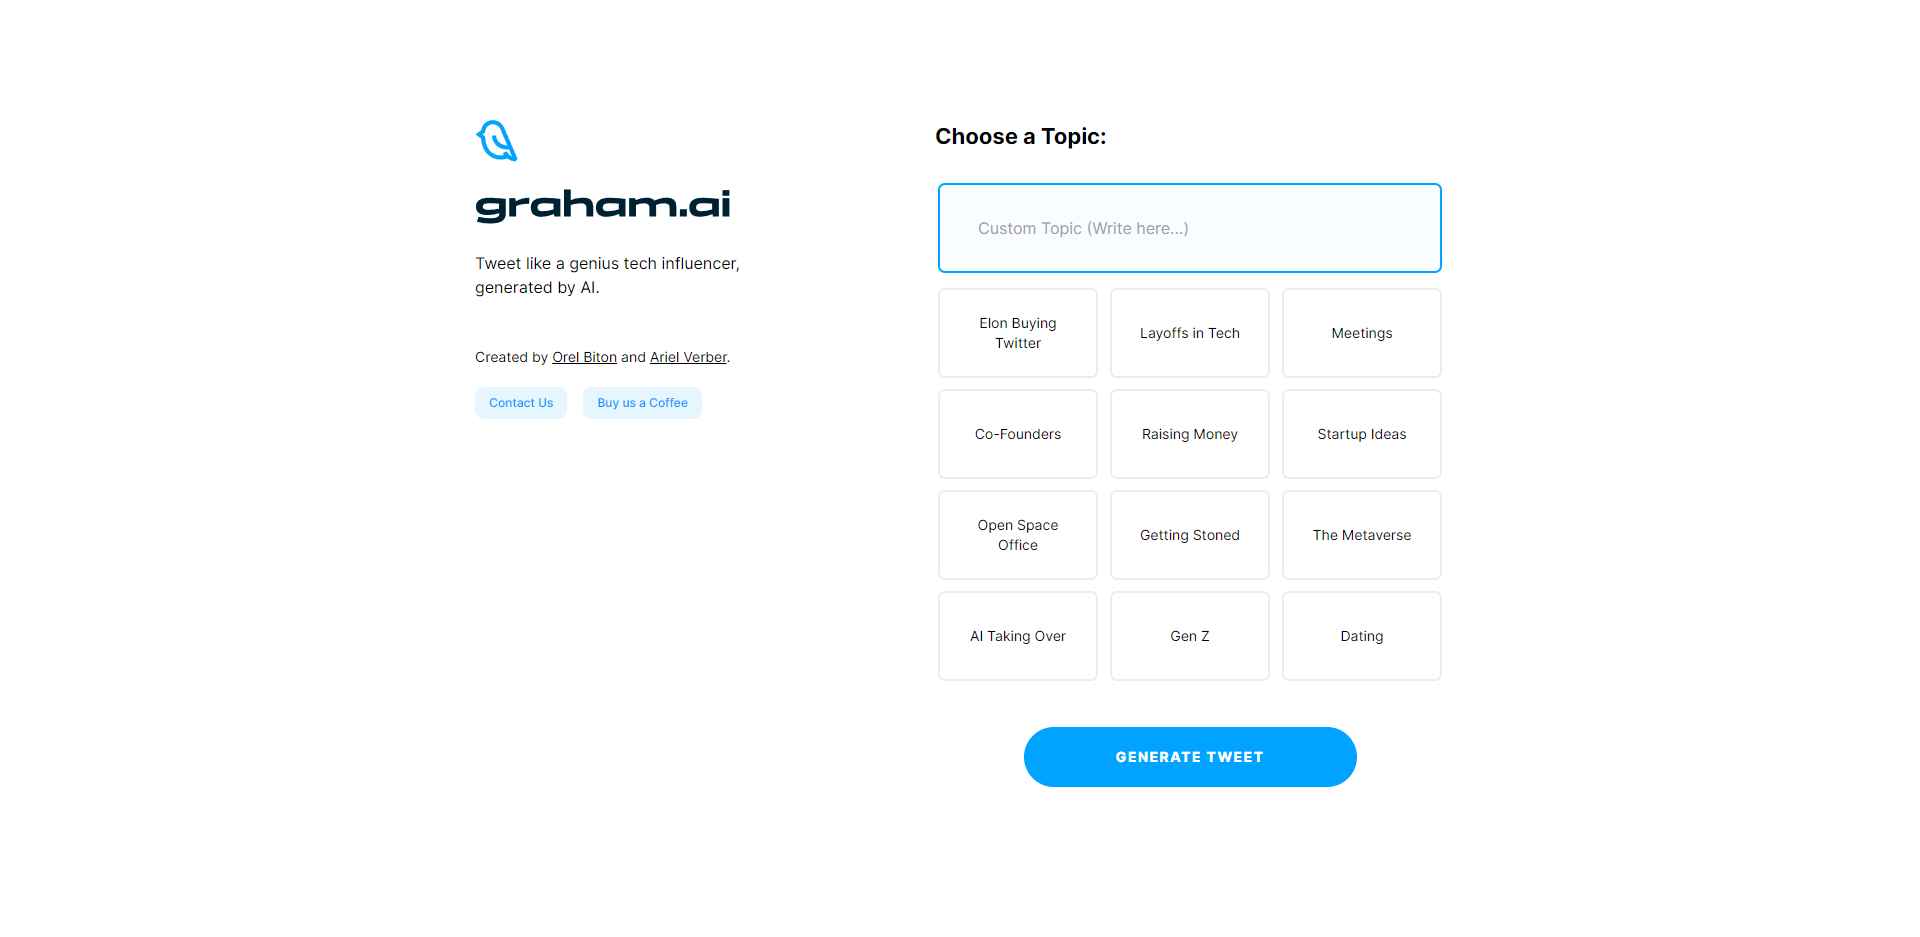 graham.ai
Tweet like a genius tech influencer,
generated by AI.
Created by Orel Biton and Ariel Verber.
Contact Us
Buy us a Coffee
Choose a Topic:
Custom Topic (Write here...)
Elon Buying
Twitter
Layoffs in Tech
Meetings
Co-Founders
Raising Money
Startup Ideas
Open Space
Office
Getting Stoned
The Metaverse
AI Taking Over
Gen Z
Dating
GENERATE TWEET